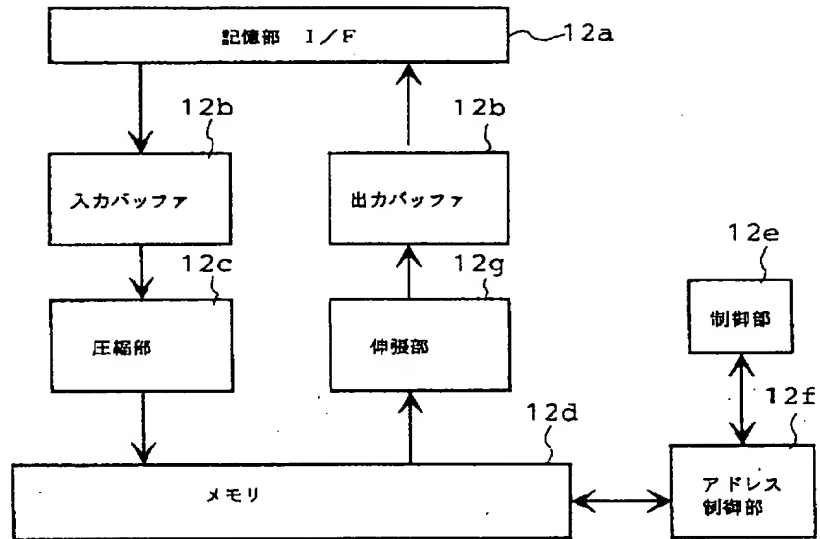 記憶部 I/F
12a
12b
12b
入力バッファ
出力バッファ
12c
12g
12e
圧縮部
伸張部
制御部
12d
12f
メモリ
アドレス
制御部